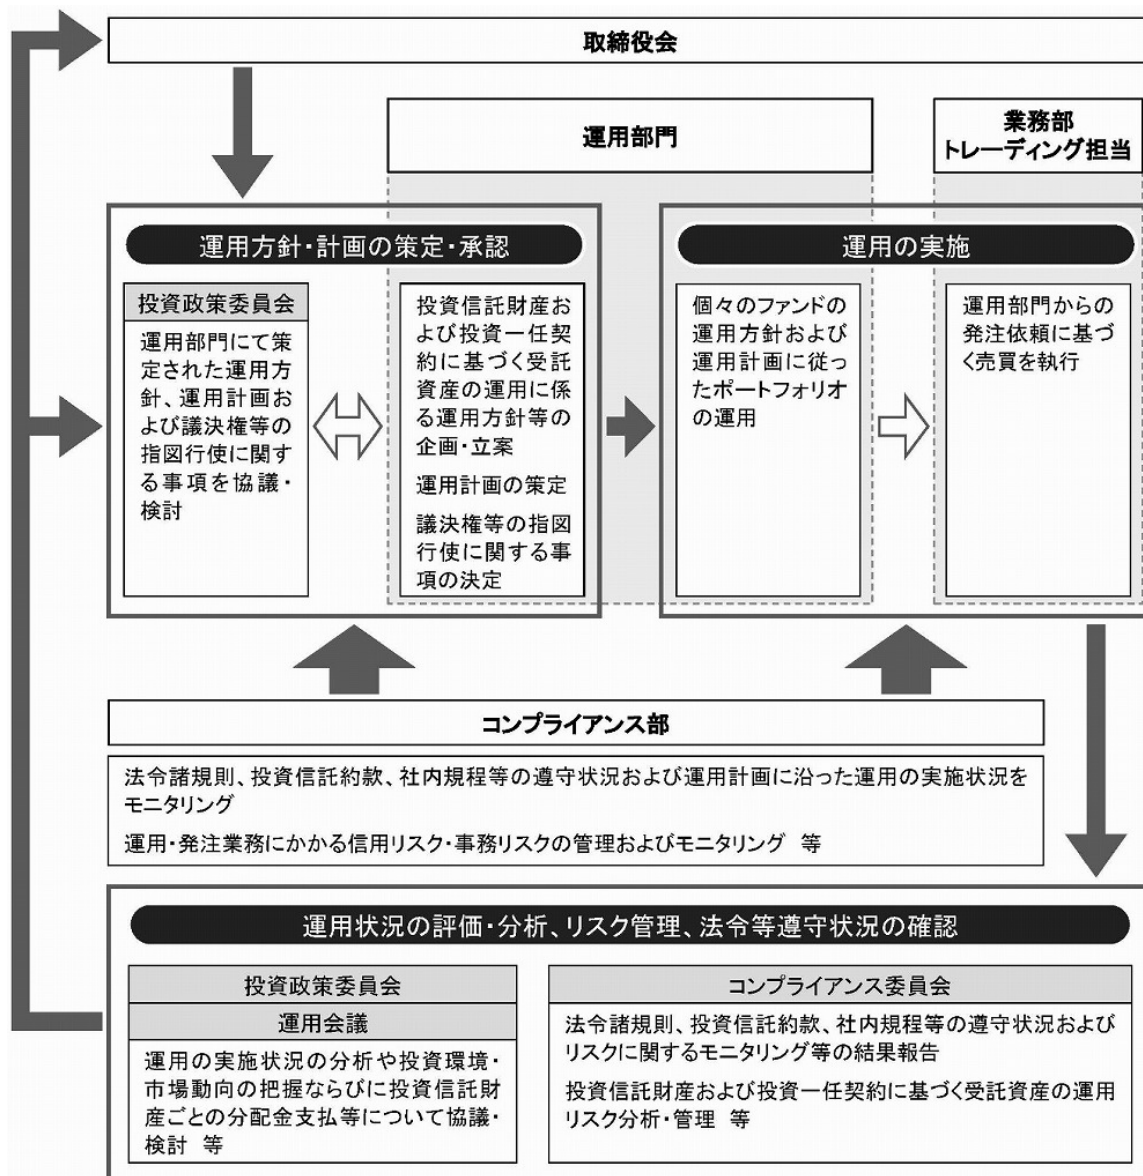 取締役会
運用部門
業務部
トレーディング担当
運用方針・計画の策定・承認
投資政策委員会
運用部門にて策
定された運用方
針、運用計画お
よび議決権等の
指図行使に関す
る事項を協議・
検討
投資信託財産お
よび投資一任契
約に基づく受託
資産の運用に係
る運用方針等の
企画・立案
運用計画の策定
議決権等の指図
行使に関する事
項の決定
運用の実施
個々のファンドの
運用方針および
運用計画に従っ
たポートフォリオ
の運用
運用部門からの
発注依頼に基づ
く売買を執行
コンプライアンス部
法令諸規則、投資信託約款、社内規程等の遵守状況および運用計画に沿った運用の実施状況を
モニタリング
運用・発注業務にかかる信用リスク・事務リスクの管理およびモニタリング 等
運用状況の評価・分析、リスク管理、法令等遵守状況の確認
投資政策委員会
運用会議
運用の実施状況の分析や投資環境・
市場動向の把握ならびに投資信託財
産ごとの分配金支払等について協議・
検討 等
コンプライアンス委員会
法令諸規則、投資信託約款、社内規程等の遵守状況および
リスクに関するモニタリング等の結果報告
投資信託財産および投資一任契約に基づく受託資産の運用
リスク分析・管理 等